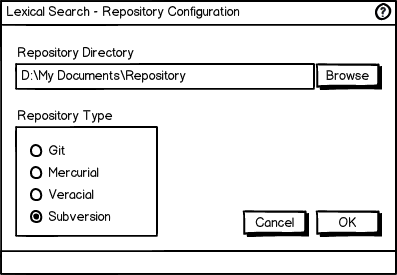 Lexical Search - Repository Configuration ?
Repository Directory
D:\My Documents\Repository Browse
Repository Type
Git
Mercurial
Veracial
Subversion
Cancel OK